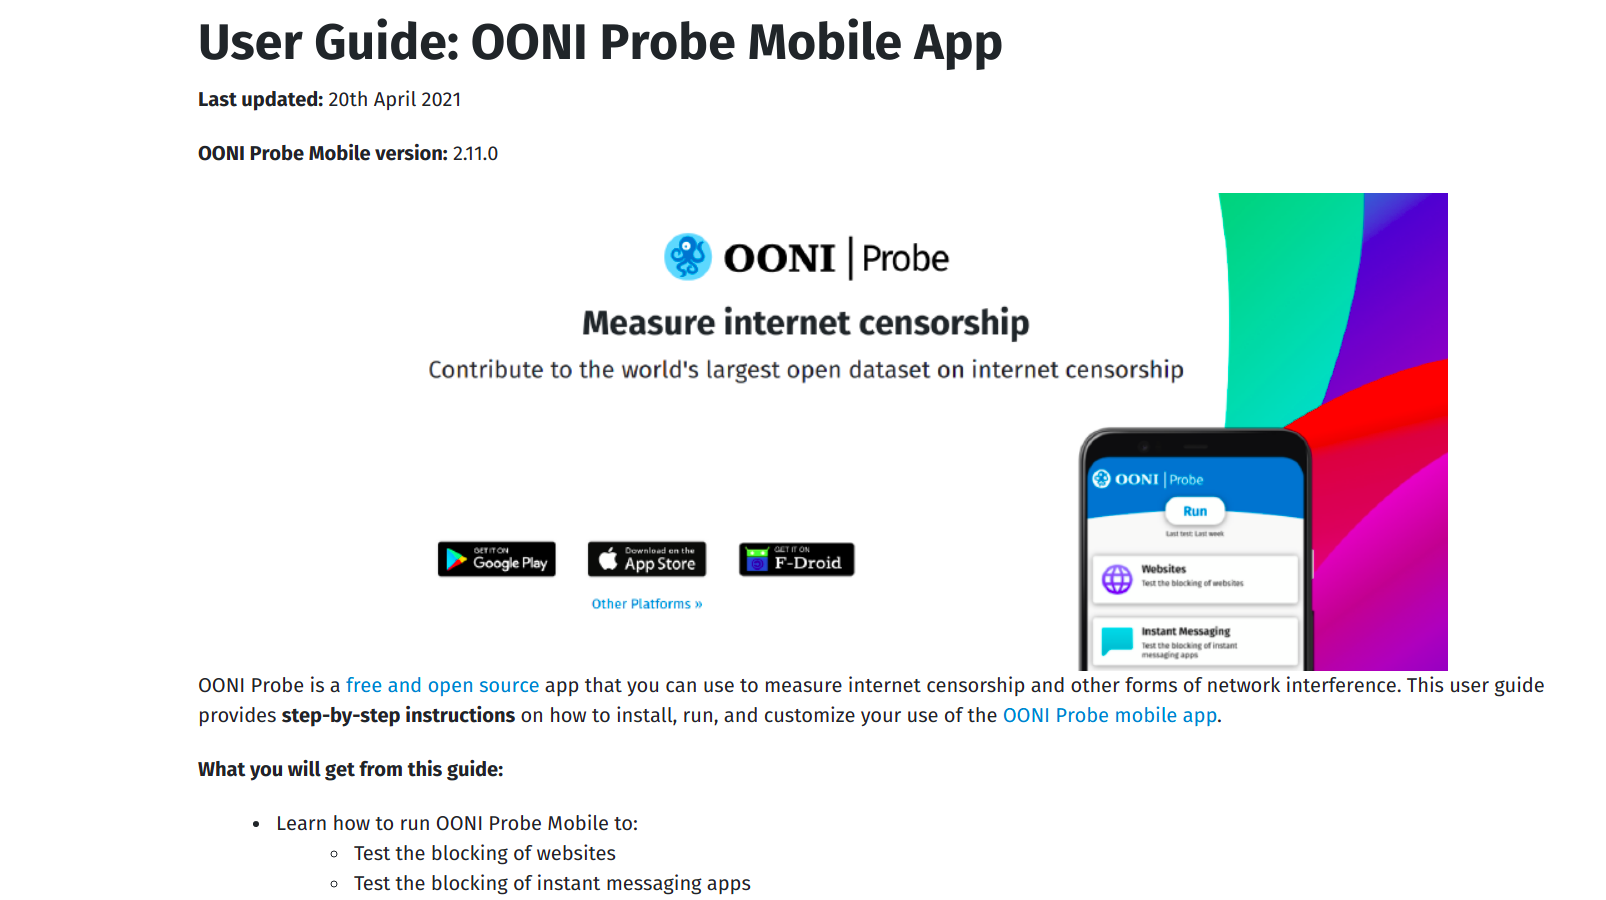 User Guide: OONI Probe Mobile App
Last updated: 20th April 2021
OONI Probe Mobile version: 2.11.0
OONI | Probe
Measure internet censorship
Contribute to the world's largest open dataset on internet censorship
GET IT ON
Google Play
Download on the
App Store
GET IT ON
F-Droid
Other Platforms »
OONI | Probe
Run
Last test: Last week
Websites
Test the blocking of websites
Instant Messaging
Test the blocking of instant
messaging apps
OONI Probe is a free and open source app that you can use to measure internet censorship and other forms of network interference. This user guide
provides step-by-step instructions on how to install, run, and customize your use of the OONI Probe mobile app.
What you will get from this guide:
• Learn how to run OONI Probe Mobile to:
◦ Test the blocking of websites
◦ Test the blocking of instant messaging apps